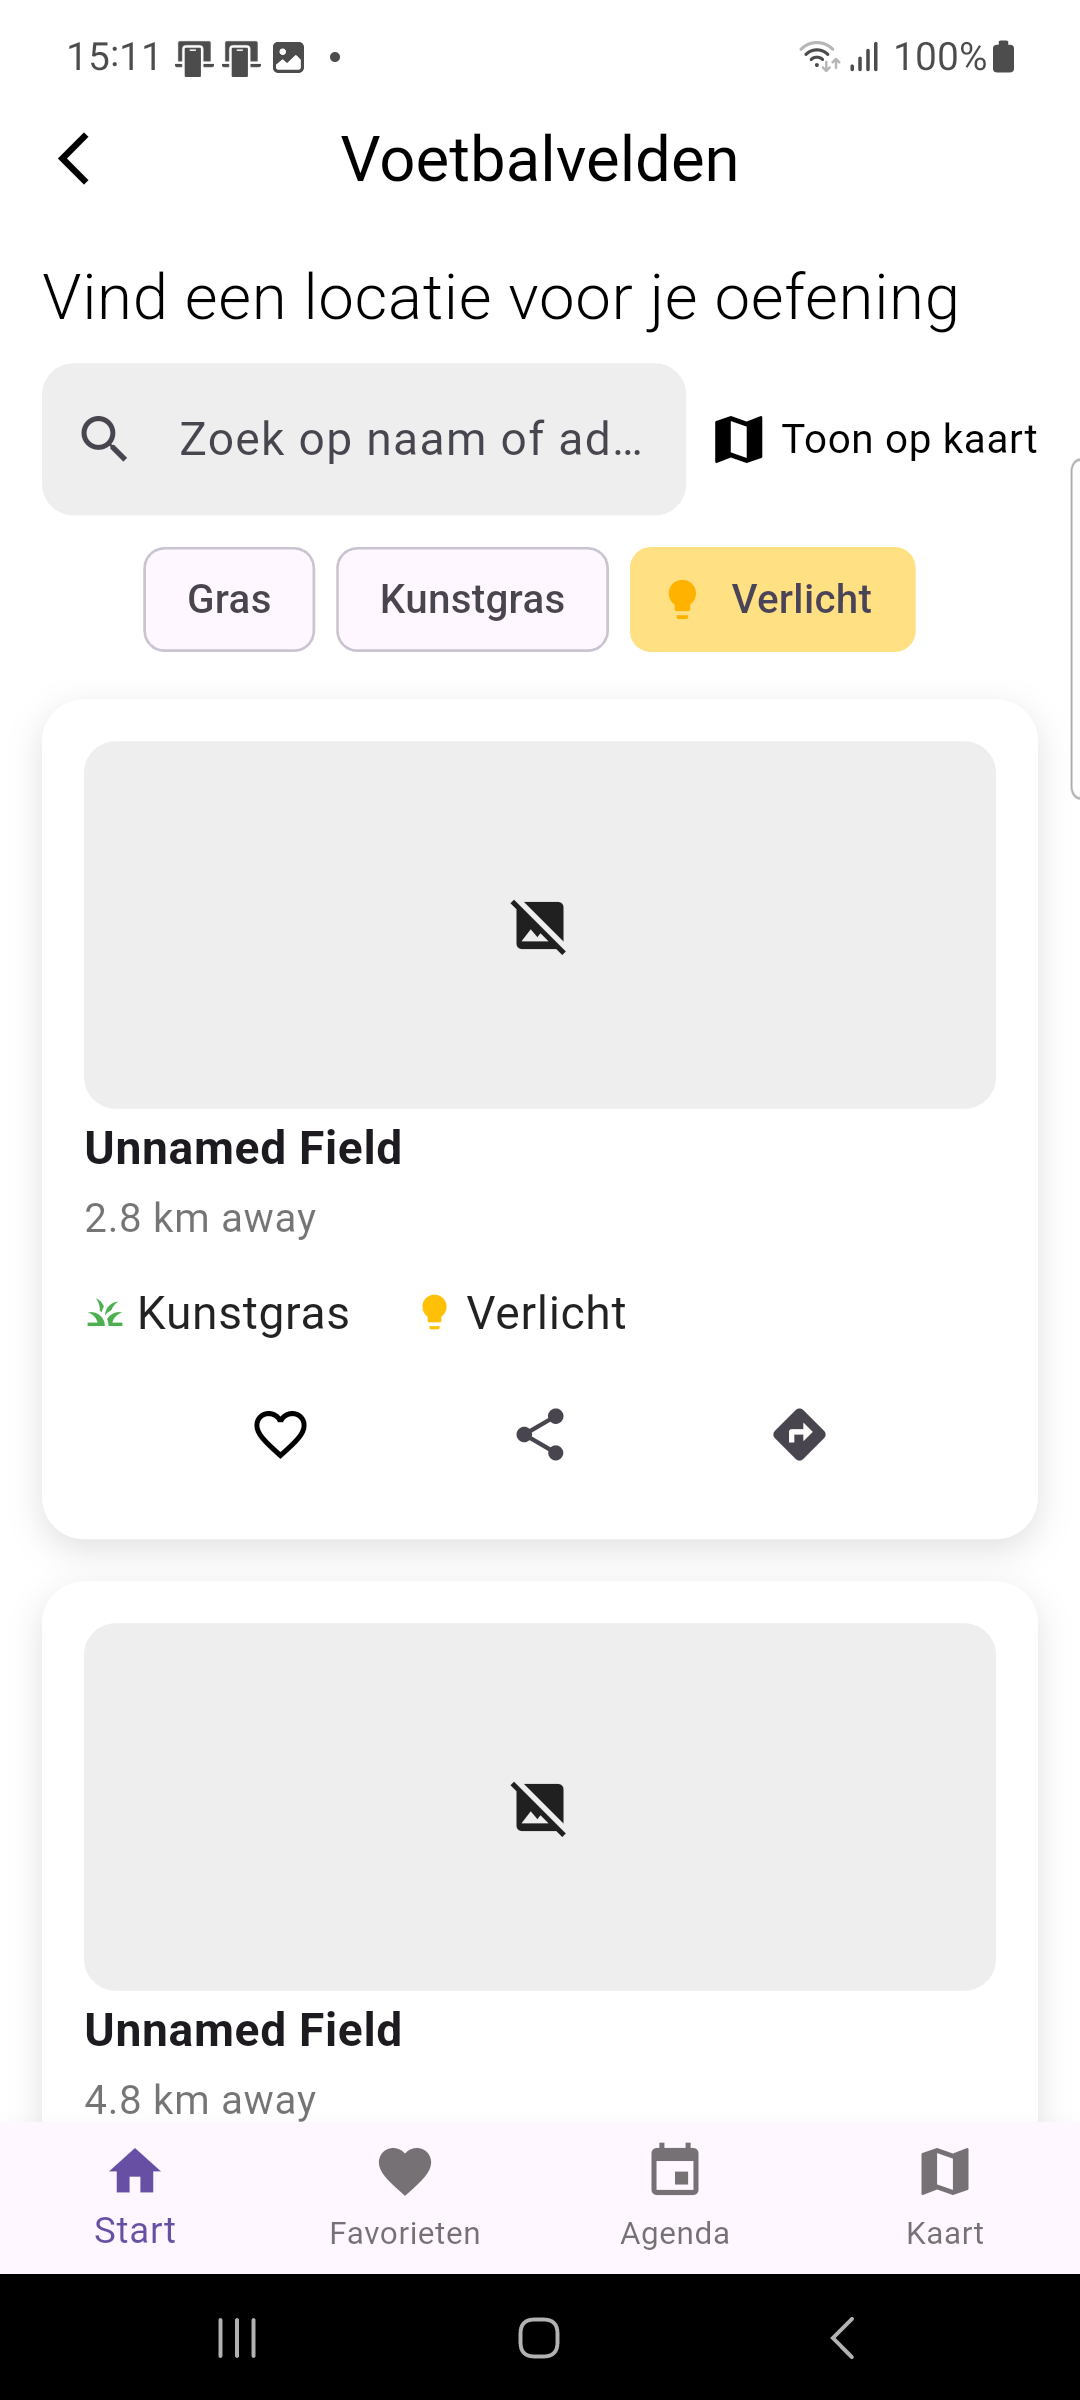 15:11 100%
Voetbalvelden
Vind een locatie voor je oefening
Zoek op naam of ad... Toon op kaart
Gras Kunstgras Verlicht
Unnamed Field
2.8 km away
Kunstgras Verlicht
Unnamed Field
4.8 km away
Start Favorieten Agenda Kaart